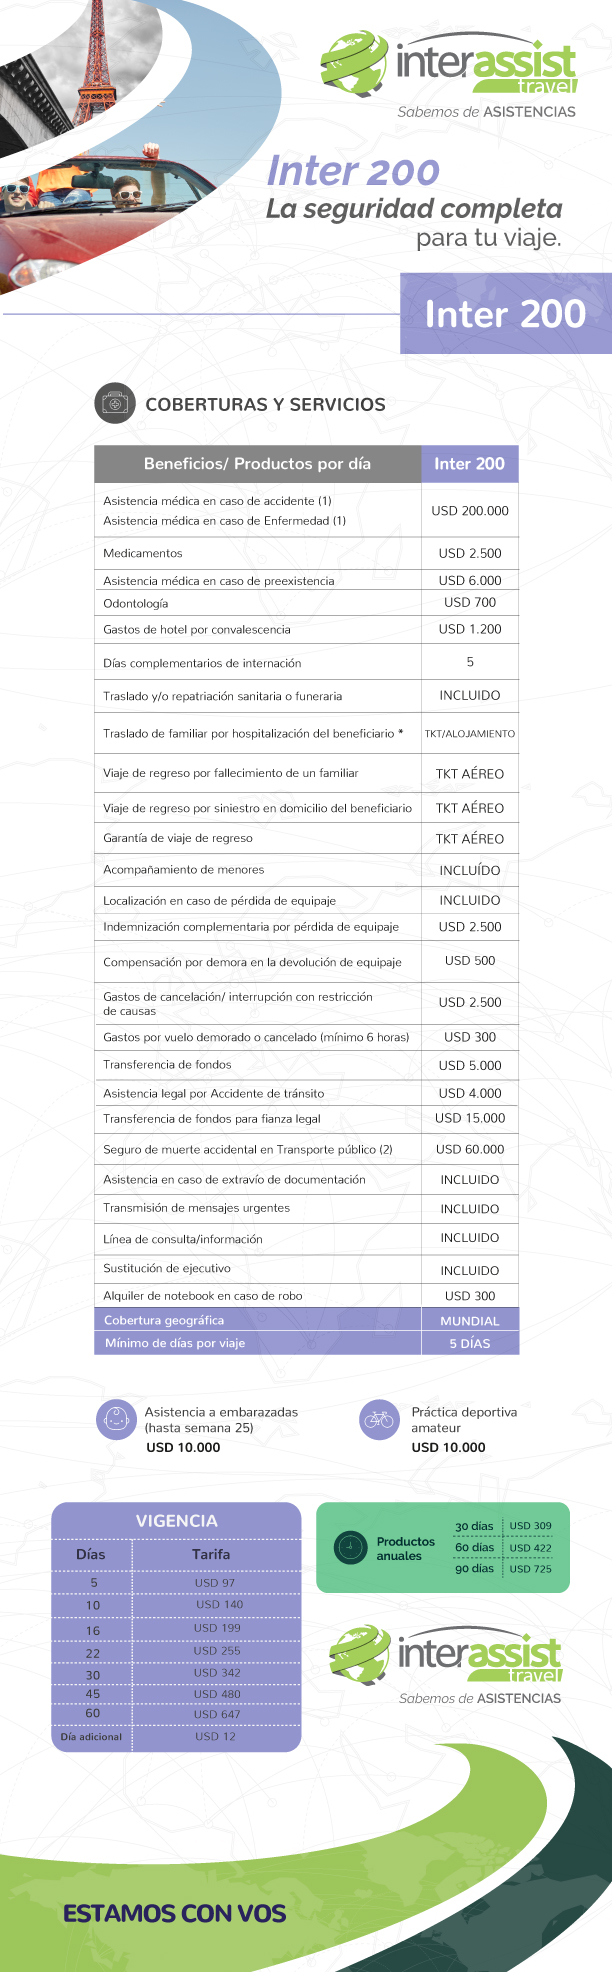 interassist
travel
Sabemos de ASISTENCIAS
Inter 200
La seguridad completa
para tu viaje.
Inter 200
COBERTURAS Y SERVICIOS
Beneficios/ Productos por día Inter 200
Asistencia médica en caso de accidente (1)
Asistencia médica en caso de Enfermedad (1)
USD 200.000
Medicamentos USD 2.500
Asistencia médica en caso de preexistencia USD 6.000
Odontología USD 700
Gastos de hotel por convalescencia USD 1.200
Días complementarios de internación 5
Traslado y/o repatriación sanitaria o funeraria INCLUIDO
Traslado de familiar por hospitalización del beneficiario * TKT/ALOJAMIENTO
Viaje de regreso por fallecimiento de un familiar TKT AÉREO
Viaje de regreso por siniestro en domicilio del beneficiario TKT AÉREO
Garantía de viaje de regreso TKT AÉREO
Acompañamiento de menores INCLUÍDO
Localización en caso de pérdida de equipaje INCLUIDO
Indemnización complementaria por pérdida de equipaje USD 2.500
Compensación por demora en la devolución de equipaje USD 500
Gastos de cancelación/ interrupción con restricción
de causas
USD 2.500
Gastos por vuelo demorado o cancelado (mínimo 6 horas) USD 300
Transferencia de fondos USD 5.000
Asistencia legal por Accidente de tránsito USD 4.000
Transferencia de fondos para fianza legal USD 15.000
Seguro de muerte accidental en Transporte público (2) USD 60.000
Asistencia en caso de extravío de documentación INCLUIDO
Transmisión de mensajes urgentes INCLUIDO
Línea de consulta/información INCLUIDO
Sustitución de ejecutivo INCLUIDO
Alquiler de notebook en caso de robo USD 300
Cobertura geográfica MUNDIAL
Mínimo de días por viaje 5 DÍAS
Asistencia a embarazadas
(hasta semana 25)
USD 10.000
Práctica deportiva
amateur
USD 10.000
VIGENCIA
Días Tarifa
5 USD 97
10 USD 140
16 USD 199
22 USD 255
30 USD 342
45 USD 480
60 USD 647
Día adicional USD 12
Productos
anuales
30 días USD 309
60 días USD 422
90 días USD 725
interassist
travel
Sabemos de ASISTENCIAS
ESTAMOS CON VOS